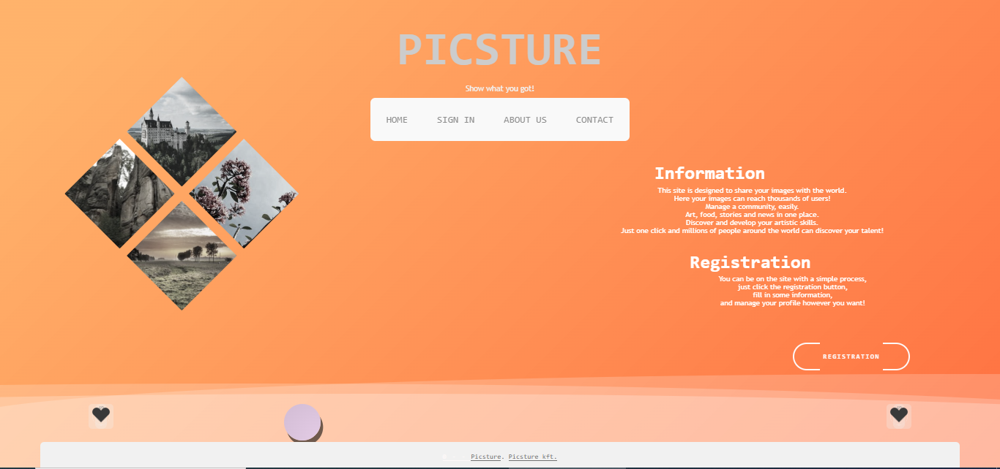 PICSTURE
Show what you got!
HOME SIGN IN ABOUT US CONTACT
Information
This site is designed to share your images with the world.
Here your images can reach thousands of users!
Manage a community, easily.
Art, food, stories and news in one place.
Discover and develop your artistic skills.
Just one click and millions of people around the world can discover your talent!
Registration
You can be on the site with a simple process,
just click the registration button,
fill in some information,
and manage your profile however you want!
REGISTRATION
Picsture. Picsture kft.